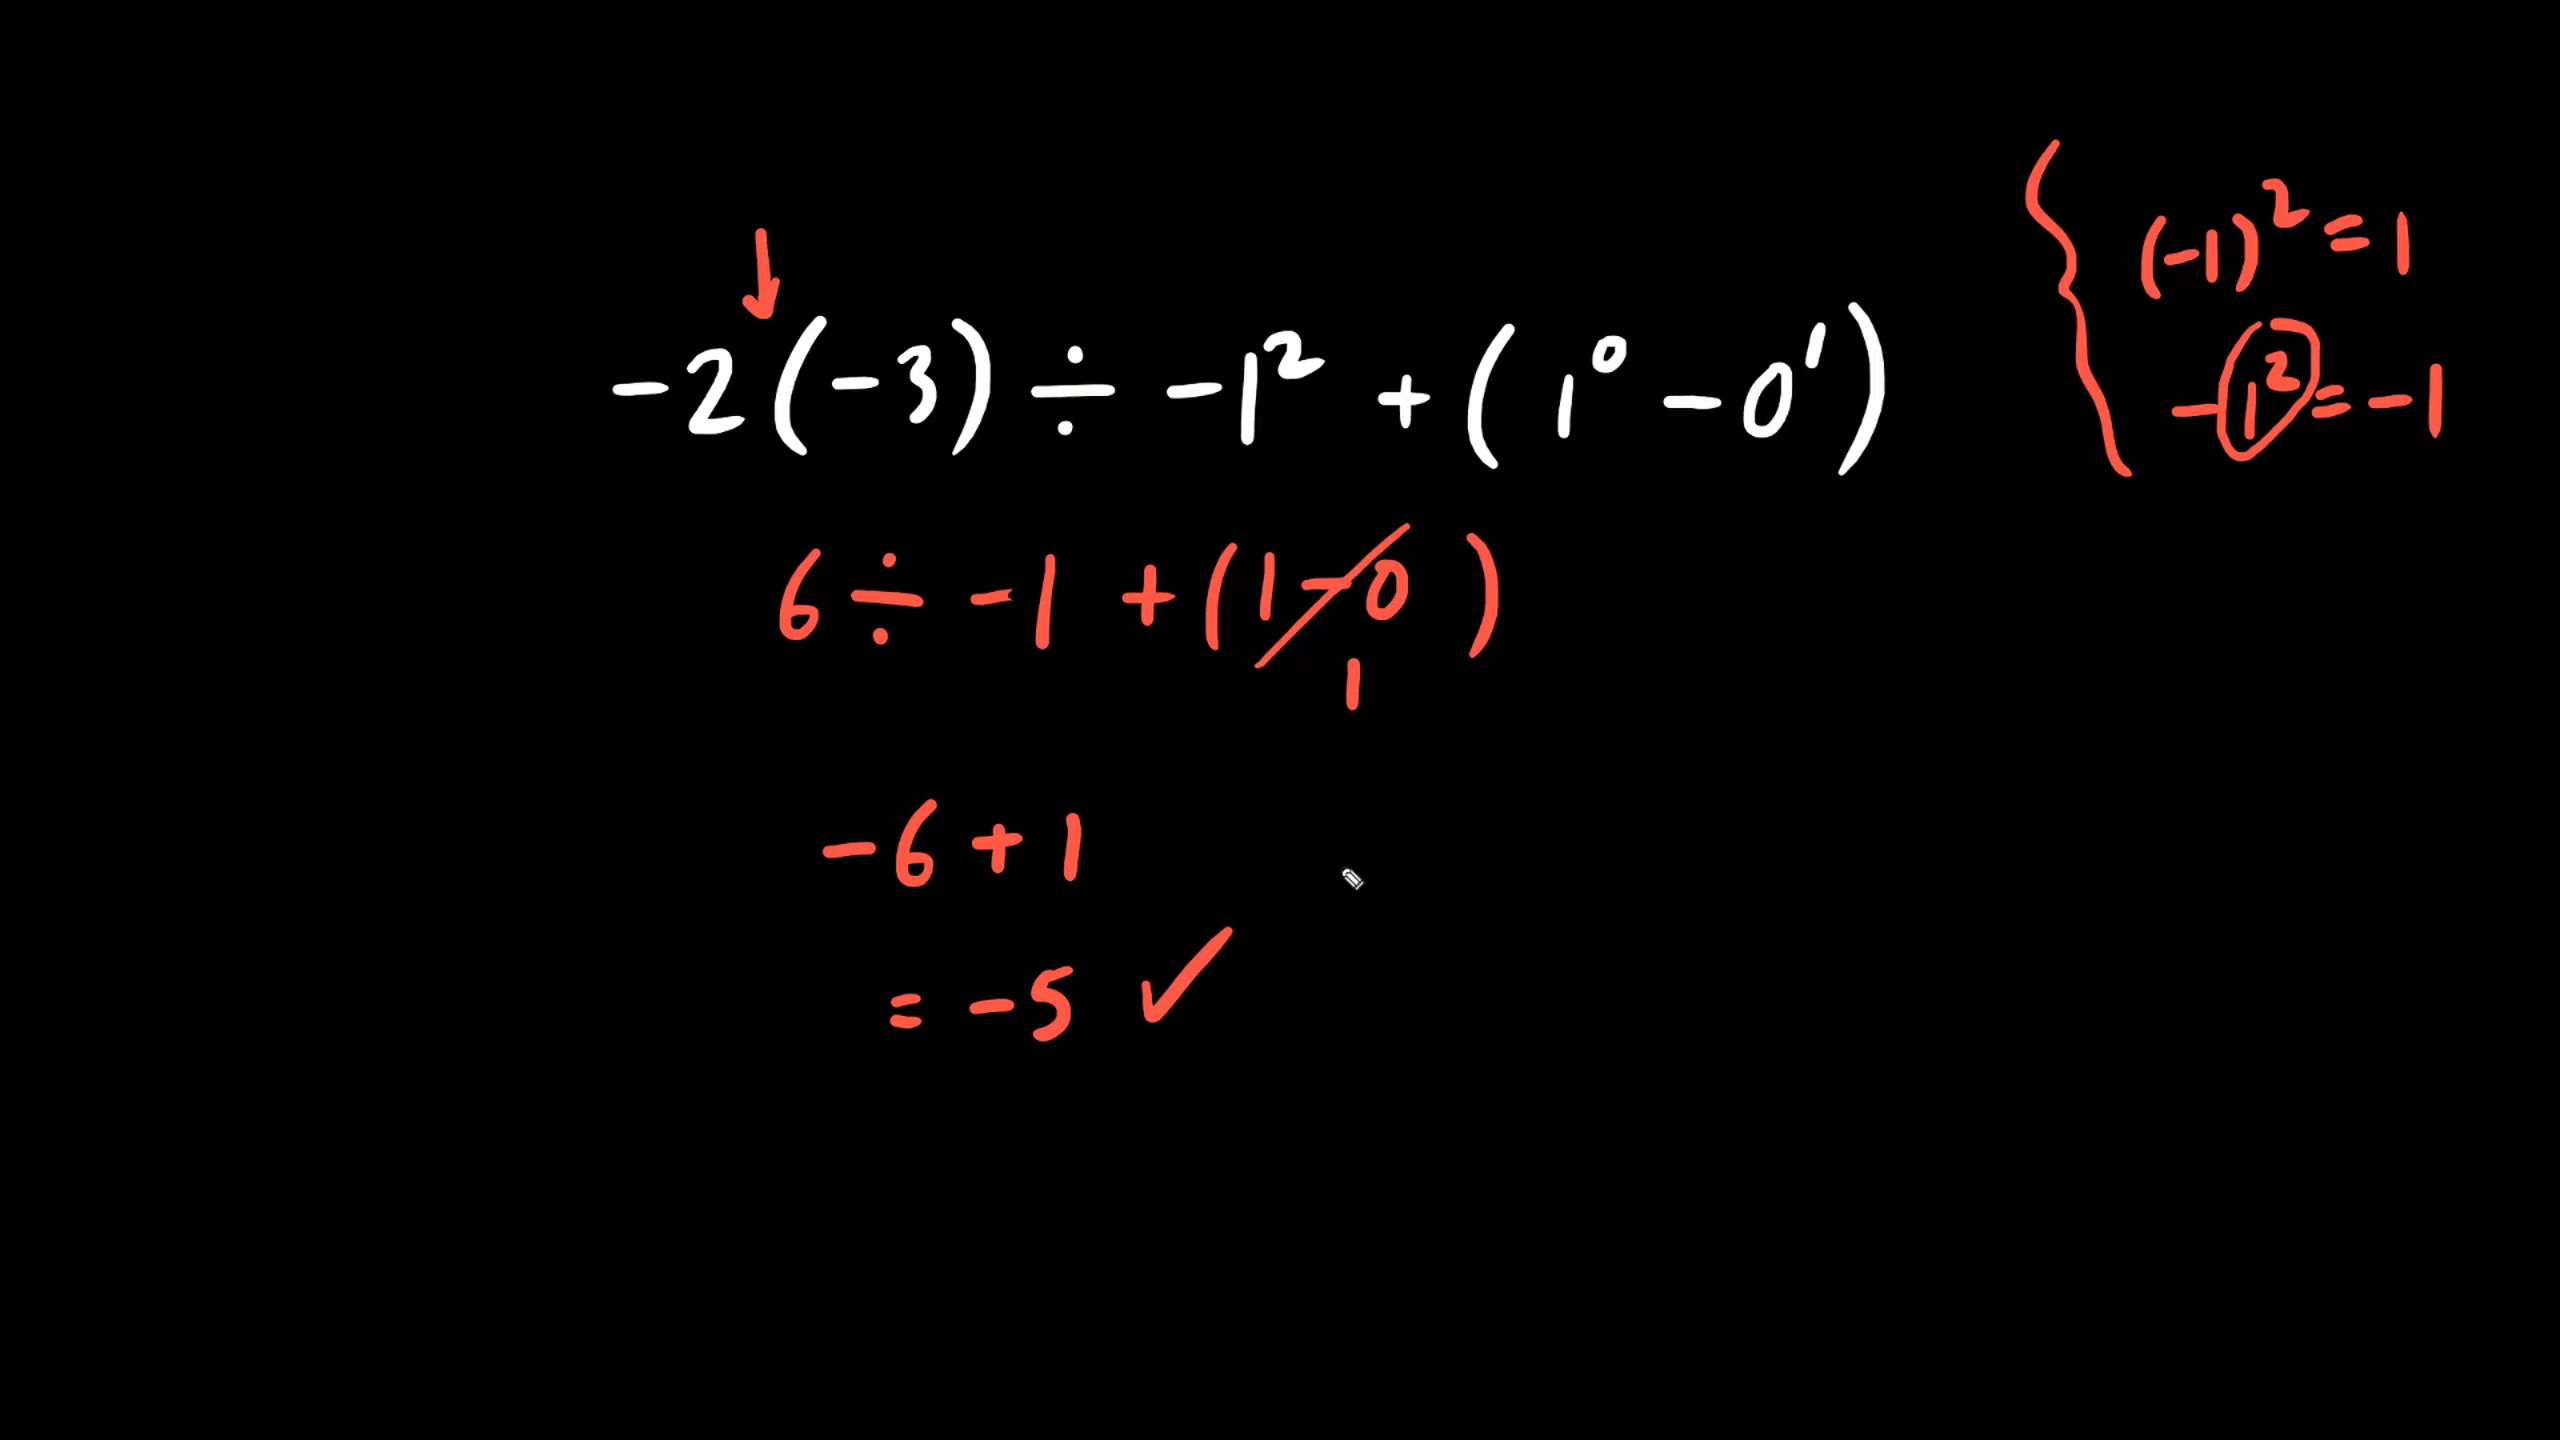 -2(-3) ÷ -1² + (1⁰ - 0¹)
6 ÷ -1 + (1 - 0)
1
-6 + 1
= -5 ✓
(-1)² = 1
-1² = -1